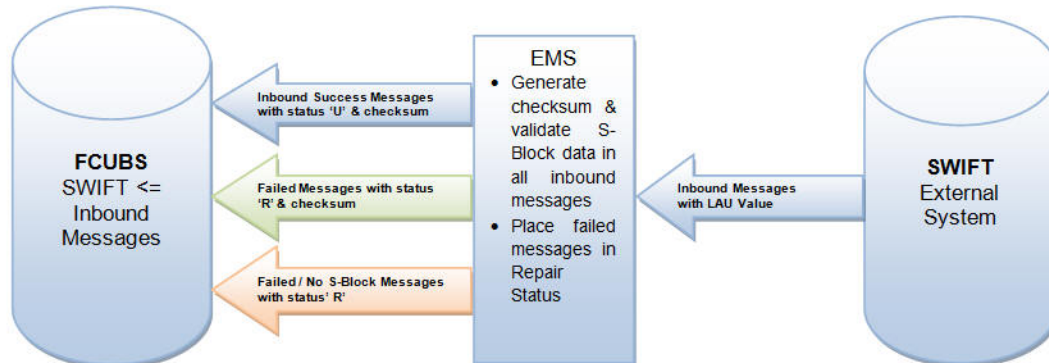 FCUBS
SWIFT <=
Inbound
Messages
Inbound Success Messages
with status ‘U’ & checksum
Failed Messages with status
‘R’ & checksum
Failed / No S-Block Messages
with status’ R’
EMS
• Generate
checksum &
validate S-
Block data in
all inbound
messages
• Place failed
messages in
Repair
Status
Inbound Messages
with LAU Value
SWIFT
External
System